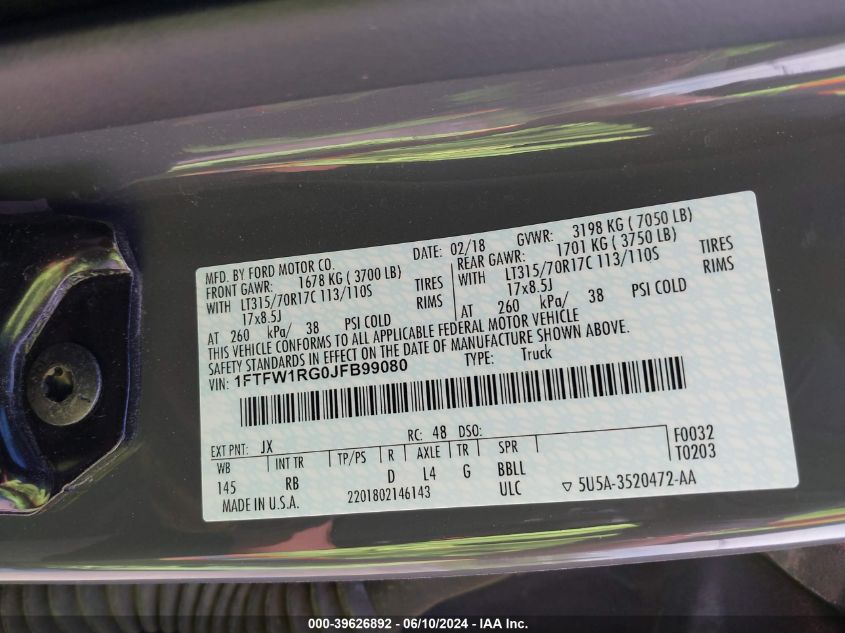 MFD. BY FORD MOTOR CO. DATE: 02/18 GVWR: 3198 KG ( 7050 LB)
FRONT GAWR: 1678 KG ( 3700 LB) REAR GAWR: 1701 KG ( 3750 LB)
WITH LT315/70R17C 113/110S TIRES WITH LT315/70R17C 113/110S TIRES
17x8.5J RIMS 17x8.5J RIMS
AT 260 kPa/ 38 PSI COLD AT 260 kPa/ 38 PSI COLD
THIS VEHICLE CONFORMS TO ALL APPLICABLE FEDERAL MOTOR VEHICLE
SAFETY STANDARDS IN EFFECT ON THE DATE OF MANUFACTURE SHOWN ABOVE.
VIN: 1FTFW1RG0JFB99080 TYPE: Truck
EXT PNT: JX RC: 48 DSO: F0032
WB INT TR TP/PS R AXLE TR SPR T0203
145 RB D L4 G BBLL
MADE IN U.S.A. 2201802146143 ULC ▽ 5U5A-3520472-AA
000-39626892 - 06/10/2024 - IAA Inc.